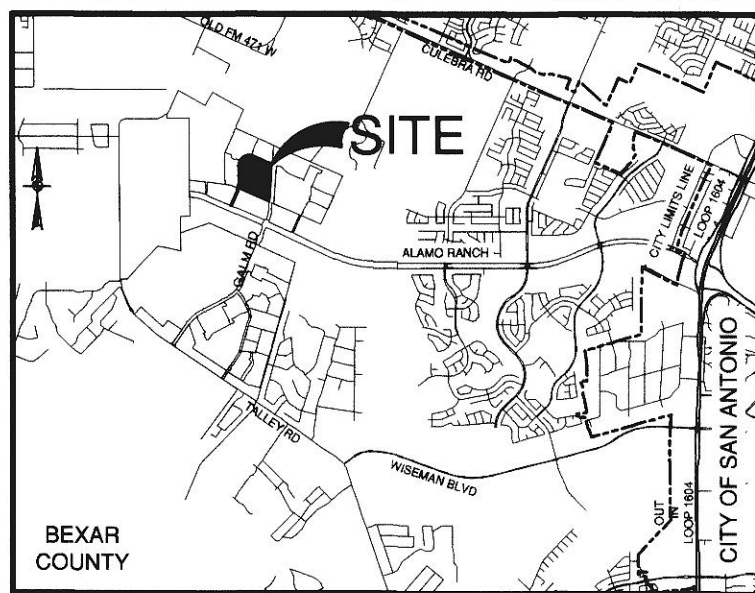 OLD FM 471 W
CULEBRA RD
SITE
CITY LIMITS LINE
LOOP 1604
GALM RD
ALAMO RANCH
CITY OF SAN ANTONIO
TALLEY RD
WISEMAN BLVD
OUT
IN
LOOP 1604
BEXAR
COUNTY